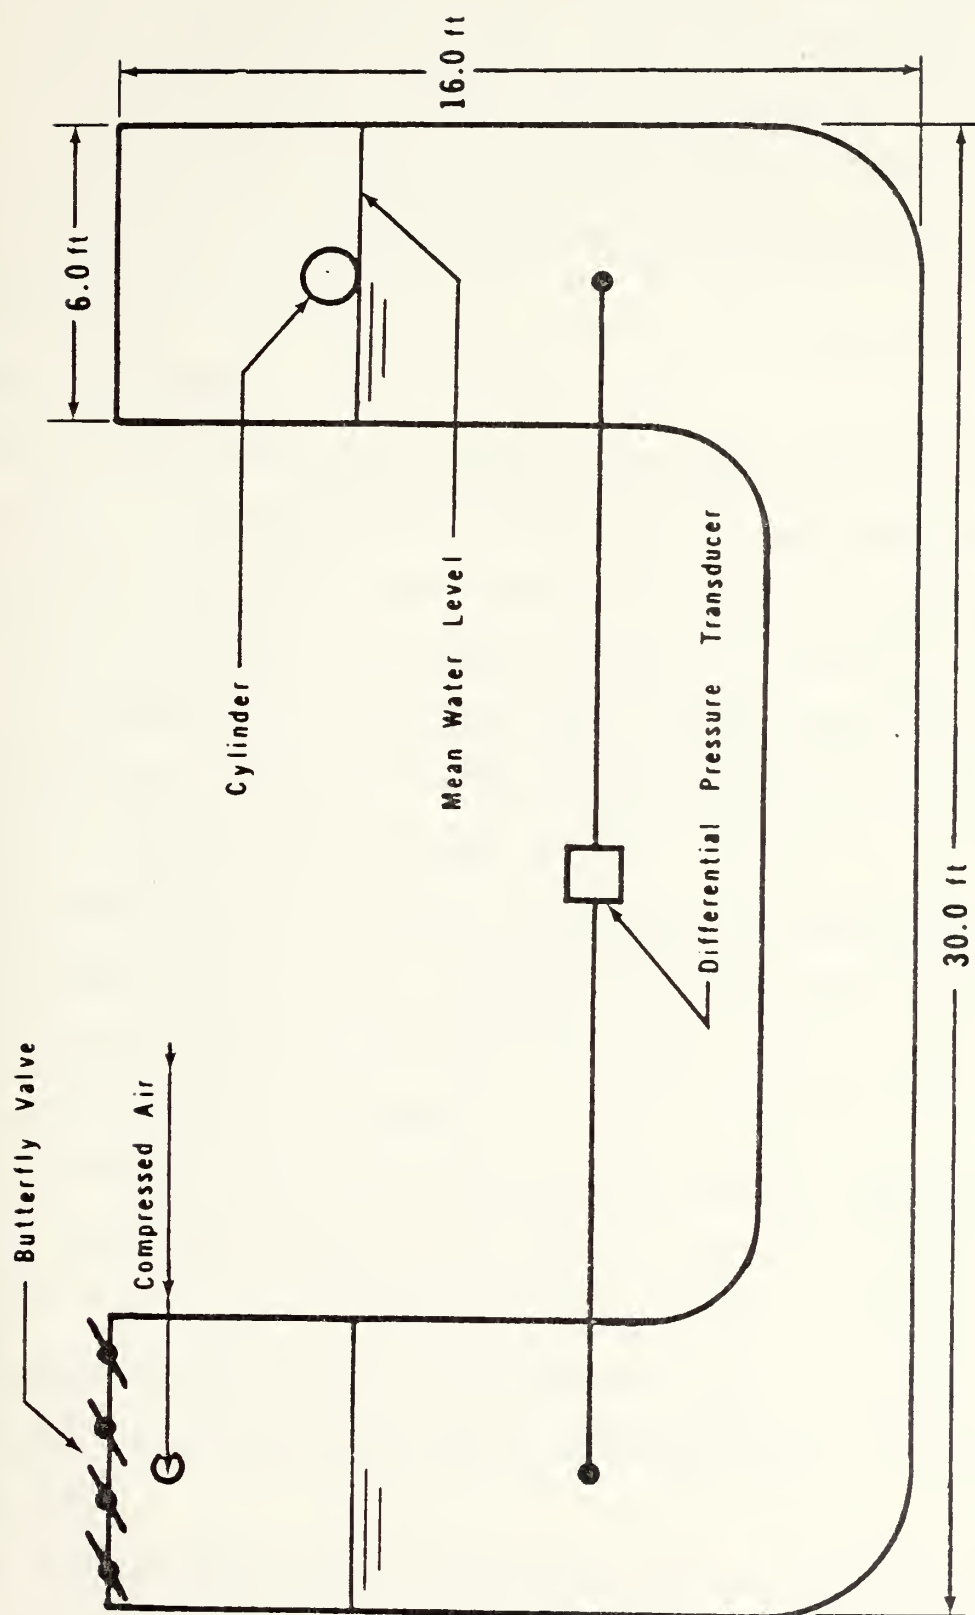 Butterfly Valve
Compressed Air
6.0 ft
16.0 ft
Cylinder
Mean Water Level
Differential Pressure Transducer
30.0 ft